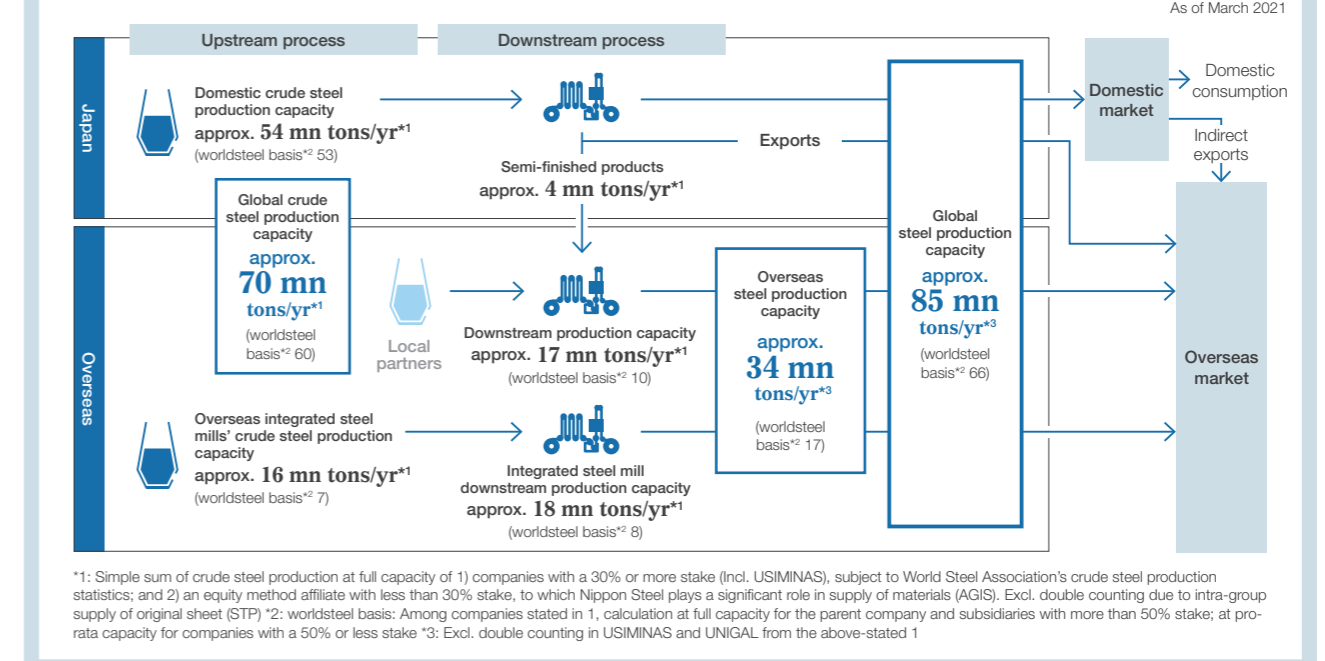 As of March 2021
Upstream process
Downstream process
Japan
Domestic crude steel
production capacity
approx. 54 mn tons/yr*1
(worldsteel basis*2 53)
Semi-finished products
approx. 4 mn tons/yr*1
Exports
Domestic
market
Domestic
consumption
Indirect
exports
Global crude
steel production
capacity
approx.
70 mn
tons/yr*1
(worldsteel
basis*2 60)
Overseas
Local
partners
Downstream production capacity
approx. 17 mn tons/yr*1
(worldsteel basis*2 10)
Overseas integrated steel
mills' crude steel production
capacity
approx. 16 mn tons/yr*1
(worldsteel basis*2 7)
Integrated steel mill
downstream production capacity
approx. 18 mn tons/yr*1
(worldsteel basis*2 8)
Overseas
steel production
capacity
approx.
34 mn
tons/yr*3
(worldsteel
basis*2 17)
Global
steel production
capacity
approx.
85 mn
tons/yr*3
(worldsteel
basis*2 66)
Overseas
market
*1: Simple sum of crude steel production at full capacity of 1) companies with a 30% or more stake (Incl. USIMINAS), subject to World Steel Association's crude steel production
statistics; and 2) an equity method affiliate with less than 30% stake, to which Nippon Steel plays a significant role in supply of materials (AGIS). Excl. double counting due to intra-group
supply of original sheet (STP) *2: worldsteel basis: Among companies stated in 1, calculation at full capacity for the parent company and subsidiaries with more than 50% stake; at pro-
rata capacity for companies with a 50% or less stake *3: Excl. double counting in USIMINAS and UNIGAL from the above-stated 1